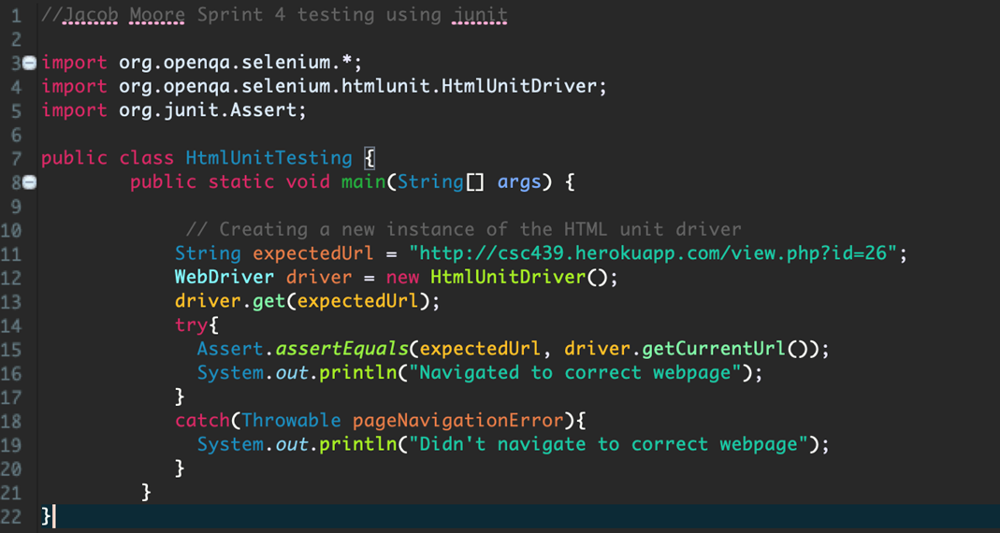 1 //Jacob Moore Sprint 4 testing using junit
2
3 import org.openqa.selenium.*;
4 import org.openqa.selenium.htmlunit.HtmlUnitDriver;
5 import org.junit.Assert;
6
7 public class HtmlUnitTesting {
8 public static void main(String[] args) {
9
10 // Creating a new instance of the HTML unit driver
11 String expectedUrl = "http://csc439.herokuapp.com/view.php?id=26";
12 WebDriver driver = new HtmlUnitDriver();
13 driver.get(expectedUrl);
14 try{
15 Assert.assertEquals(expectedUrl, driver.getCurrentUrl());
16 System.out.println("Navigated to correct webpage");
17 }
18 catch(Throwable pageNavigationError){
19 System.out.println("Didn't navigate to correct webpage");
20 }
21 }
22 }